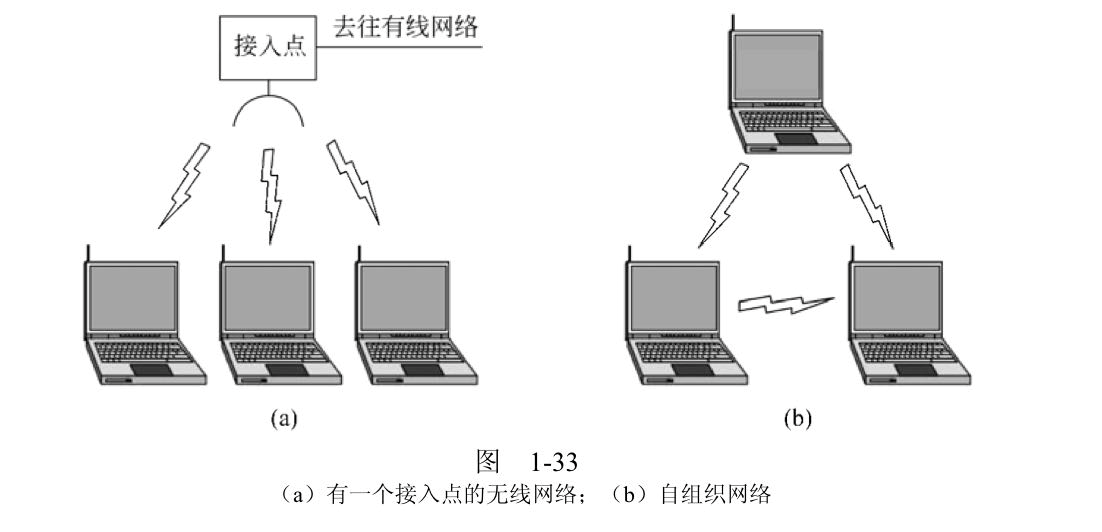 去往有线网络
接入点
(a)
(b)
图 1-33
（a）有一个接入点的无线网络；（b）自组织网络